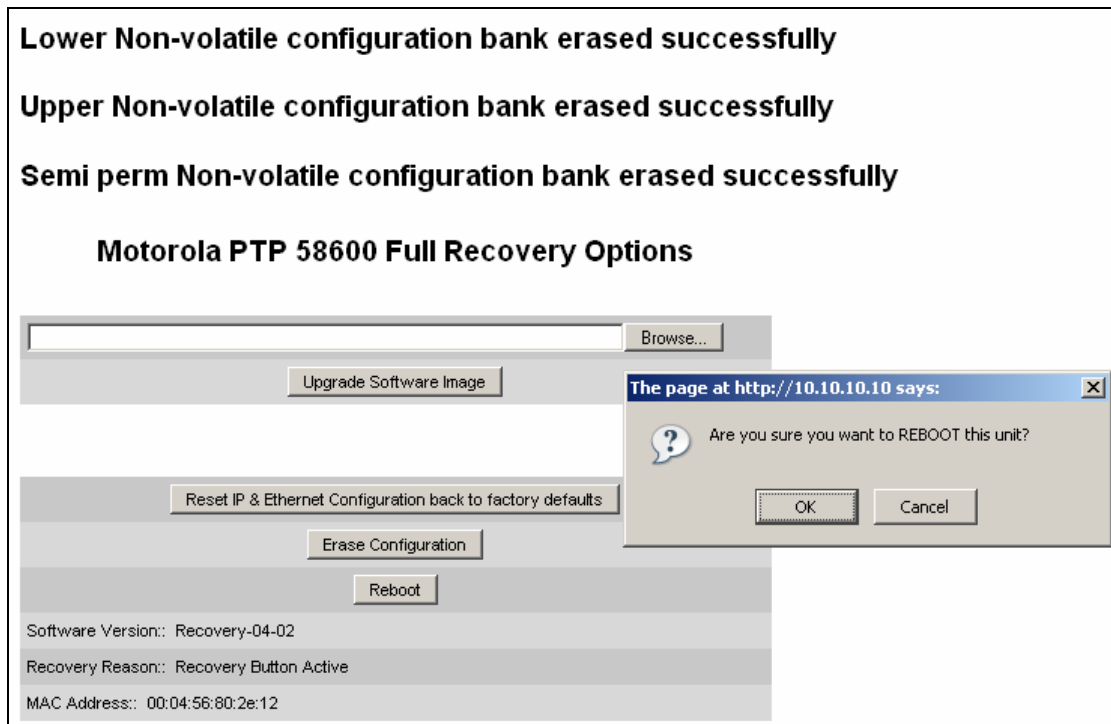 Lower Non-volatile configuration bank erased successfully
Upper Non-volatile configuration bank erased successfully
Semi perm Non-volatile configuration bank erased successfully
Motorola PTP 58600 Full Recovery Options
Browse...
Upgrade Software Image
The page at http://10.10.10.10 says:
Are you sure you want to REBOOT this unit?
OK Cancel
Reset IP & Ethernet Configuration back to factory defaults
Erase Configuration
Reboot
Software Version:: Recovery-04-02
Recovery Reason:: Recovery Button Active
MAC Address:: 00:04:56:80:2e:12